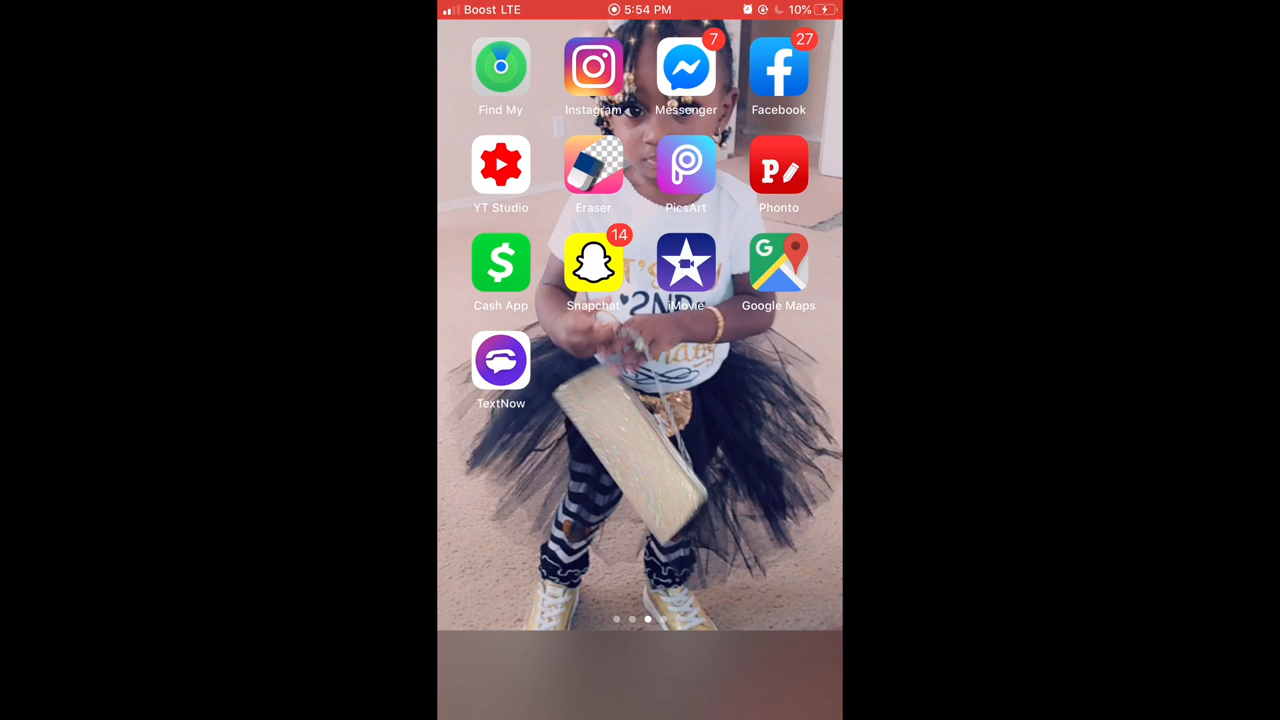 Boost LTE 5:54 PM 10%
7 27
Find My Instagram Messenger Facebook
YT Studio Eraser PicsArt Phonto
14
Cash App Snapchat iMovie Google Maps
TextNow
2ND